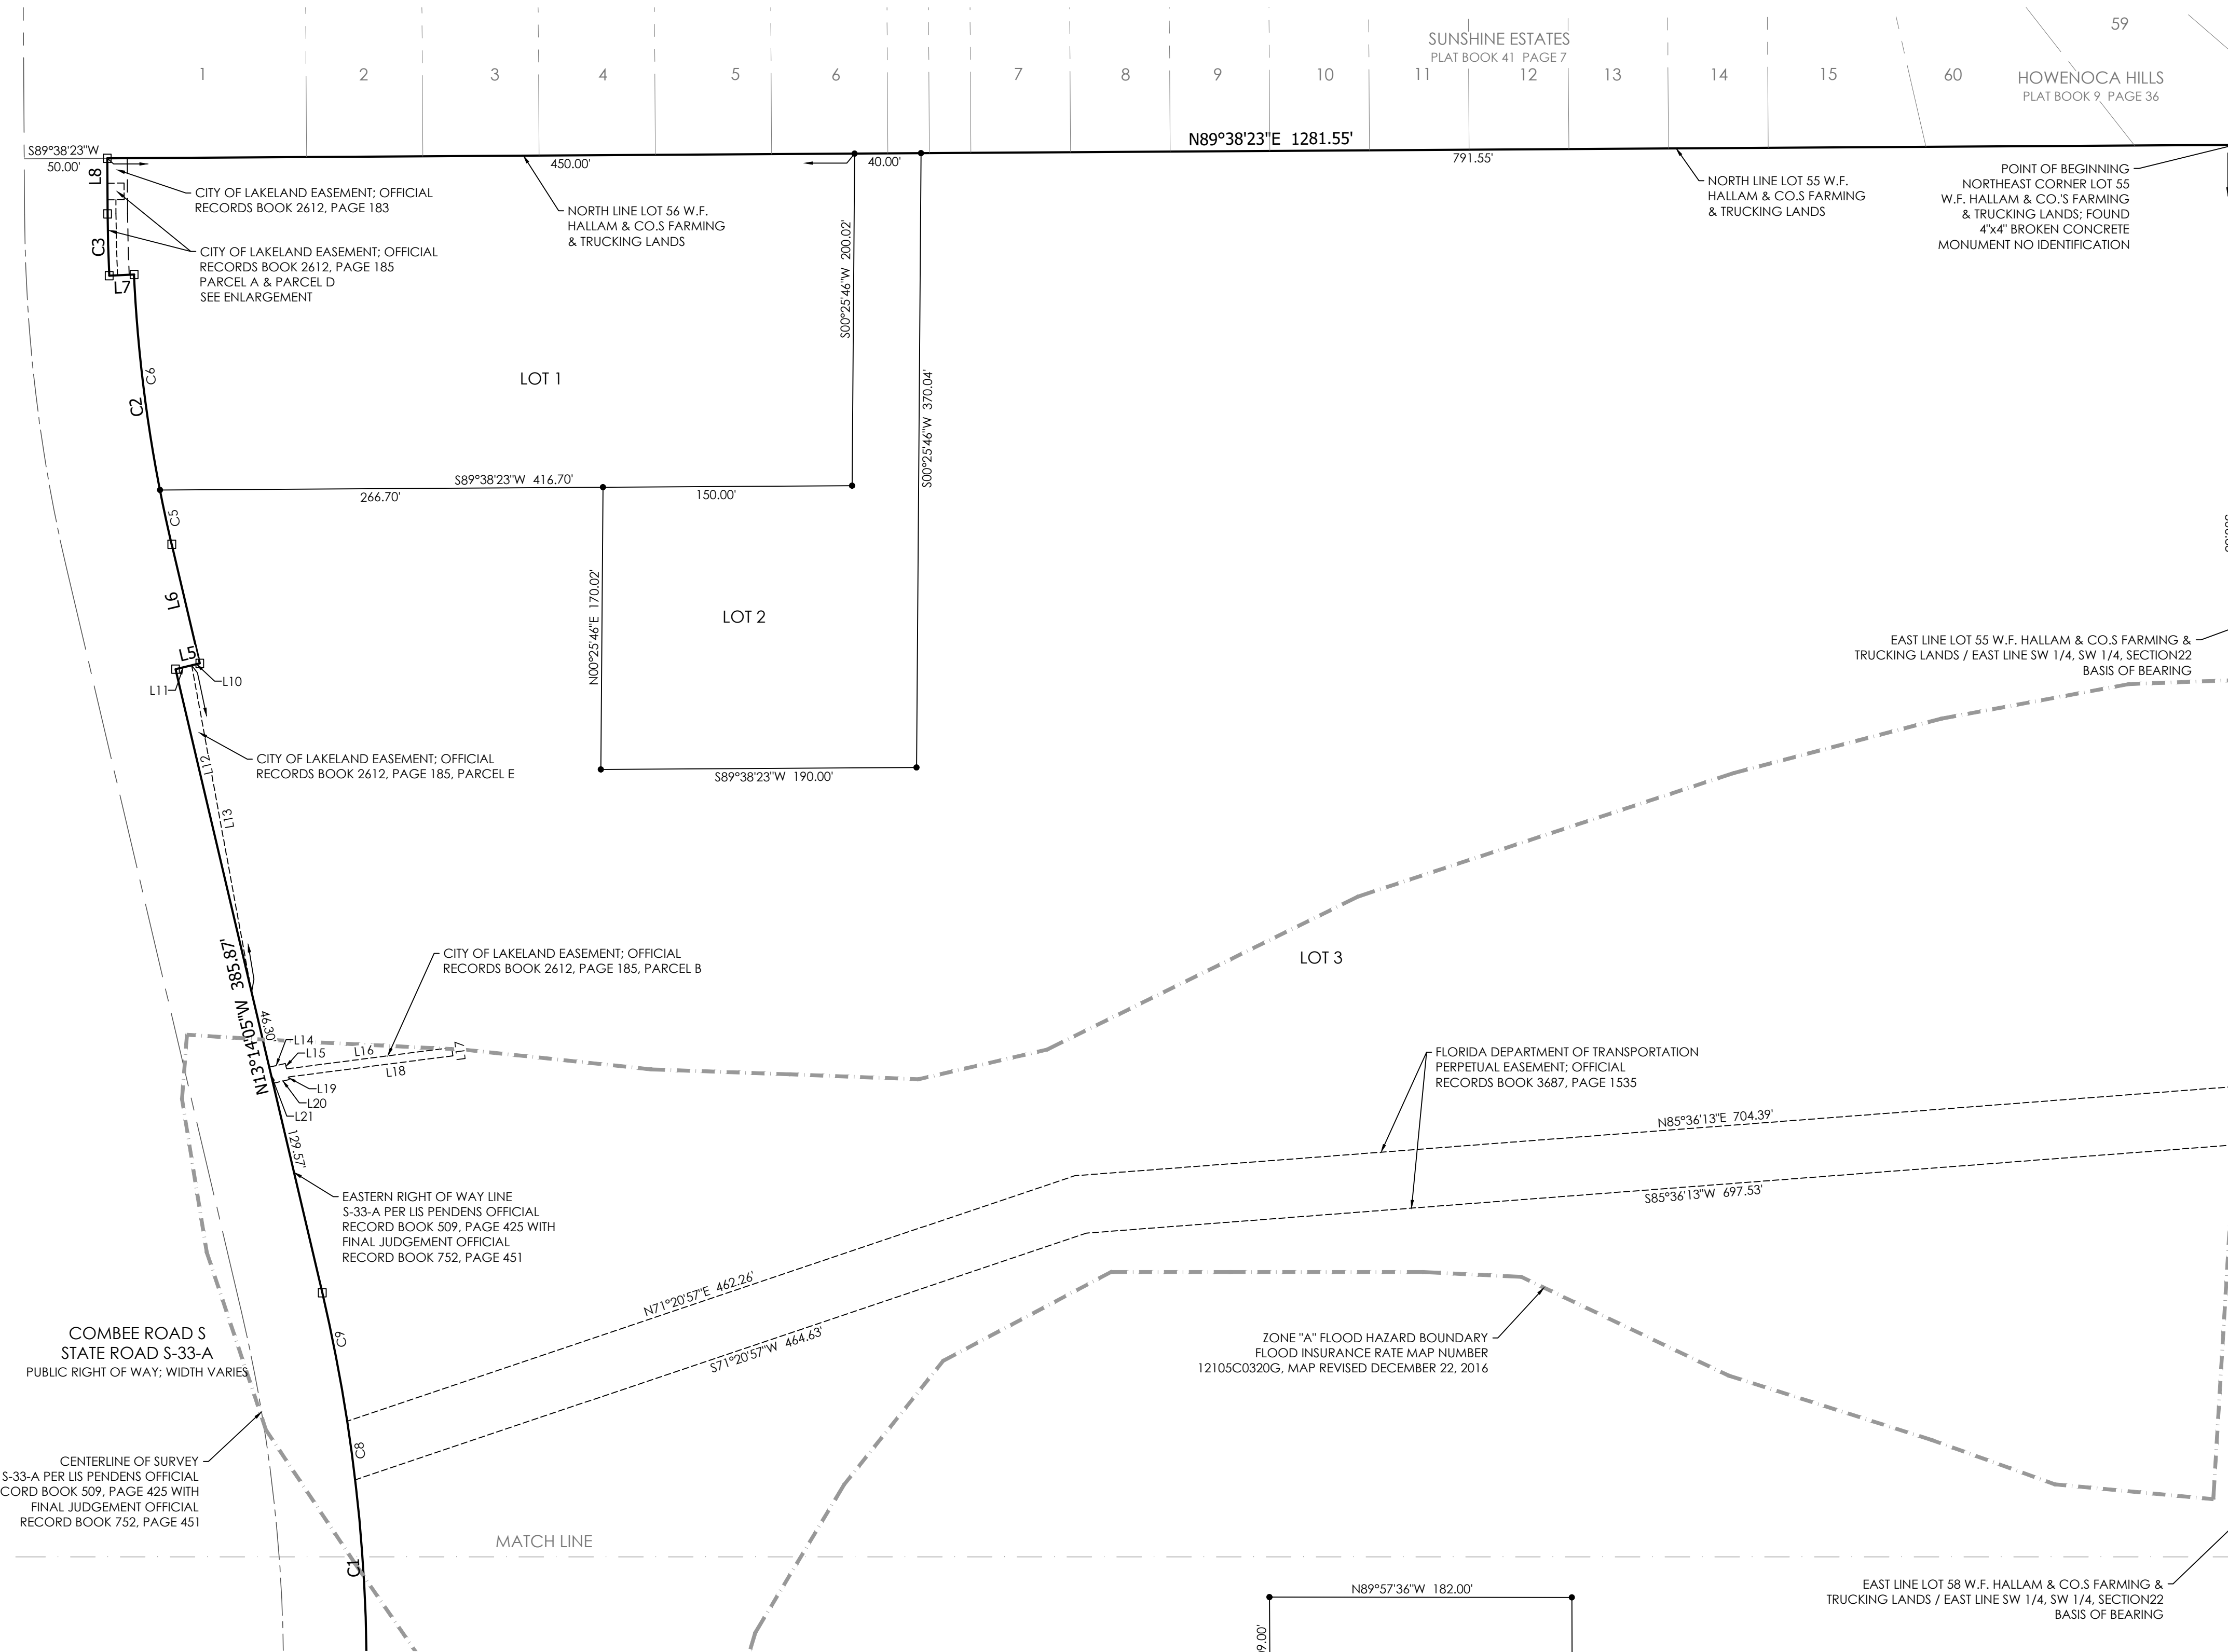 SUNSHINE ESTATES
PLAT BOOK 41 PAGE 7
59
1
2
3
4
5
6
7
8
9
10
11
12
13
14
15
60
HOWENOCA HILLS
PLAT BOOK 9 PAGE 36
S89°38'23"W
50.00'
N89°38'23"E 1281.55'
450.00'
40.00'
791.55'
L8
CITY OF LAKELAND EASEMENT; OFFICIAL
RECORDS BOOK 2612, PAGE 183
NORTH LINE LOT 56 W.F.
HALLAM & CO.S FARMING
& TRUCKING LANDS
NORTH LINE LOT 55 W.F.
HALLAM & CO.S FARMING
& TRUCKING LANDS
POINT OF BEGINNING
NORTHEAST CORNER LOT 55
W.F. HALLAM & CO.'S FARMING
& TRUCKING LANDS; FOUND
4"x4" BROKEN CONCRETE
MONUMENT NO IDENTIFICATION
C3
CITY OF LAKELAND EASEMENT; OFFICIAL
RECORDS BOOK 2612, PAGE 185
PARCEL A & PARCEL D
SEE ENLARGEMENT
L7
S00°25'46"W 200.02'
S00°25'46"W 370.04'
C6
C2
LOT 1
S89°38'23"W 416.70'
266.70'
150.00'
C5
L6
N00°25'46"E 170.02'
LOT 2
L5
L10
L11
EAST LINE LOT 55 W.F. HALLAM & CO.S FARMING &
TRUCKING LANDS / EAST LINE SW 1/4, SW 1/4, SECTION22
BASIS OF BEARING
CITY OF LAKELAND EASEMENT; OFFICIAL
RECORDS BOOK 2612, PAGE 185, PARCEL E
L12
S89°38'23"W 190.00'
L13
N13°14'05"W 385.87'
CITY OF LAKELAND EASEMENT; OFFICIAL
RECORDS BOOK 2612, PAGE 185, PARCEL B
LOT 3
46.30'
L14
L15
L16
L17
L18
L19
L20
L21
FLORIDA DEPARTMENT OF TRANSPORTATION
PERPETUAL EASEMENT; OFFICIAL
RECORDS BOOK 3687, PAGE 1535
N85°36'13"E 704.39'
129.57'
EASTERN RIGHT OF WAY LINE
S-33-A PER LIS PENDENS OFFICIAL
RECORD BOOK 509, PAGE 425 WITH
FINAL JUDGEMENT OFFICIAL
RECORD BOOK 752, PAGE 451
S85°36'13"W 697.53'
N71°20'57"E 462.26'
S71°20'57"W 464.63'
C9
COMBEE ROAD S
STATE ROAD S-33-A
PUBLIC RIGHT OF WAY; WIDTH VARIES
ZONE "A" FLOOD HAZARD BOUNDARY
FLOOD INSURANCE RATE MAP NUMBER
12105C0320G, MAP REVISED DECEMBER 22, 2016
C8
CENTERLINE OF SURVEY
S-33-A PER LIS PENDENS OFFICIAL
CORD BOOK 509, PAGE 425 WITH
FINAL JUDGEMENT OFFICIAL
RECORD BOOK 752, PAGE 451
MATCH LINE
C1
N89°57'36"W 182.00'
9.00'
EAST LINE LOT 58 W.F. HALLAM & CO.S FARMING &
TRUCKING LANDS / EAST LINE SW 1/4, SW 1/4, SECTION22
BASIS OF BEARING